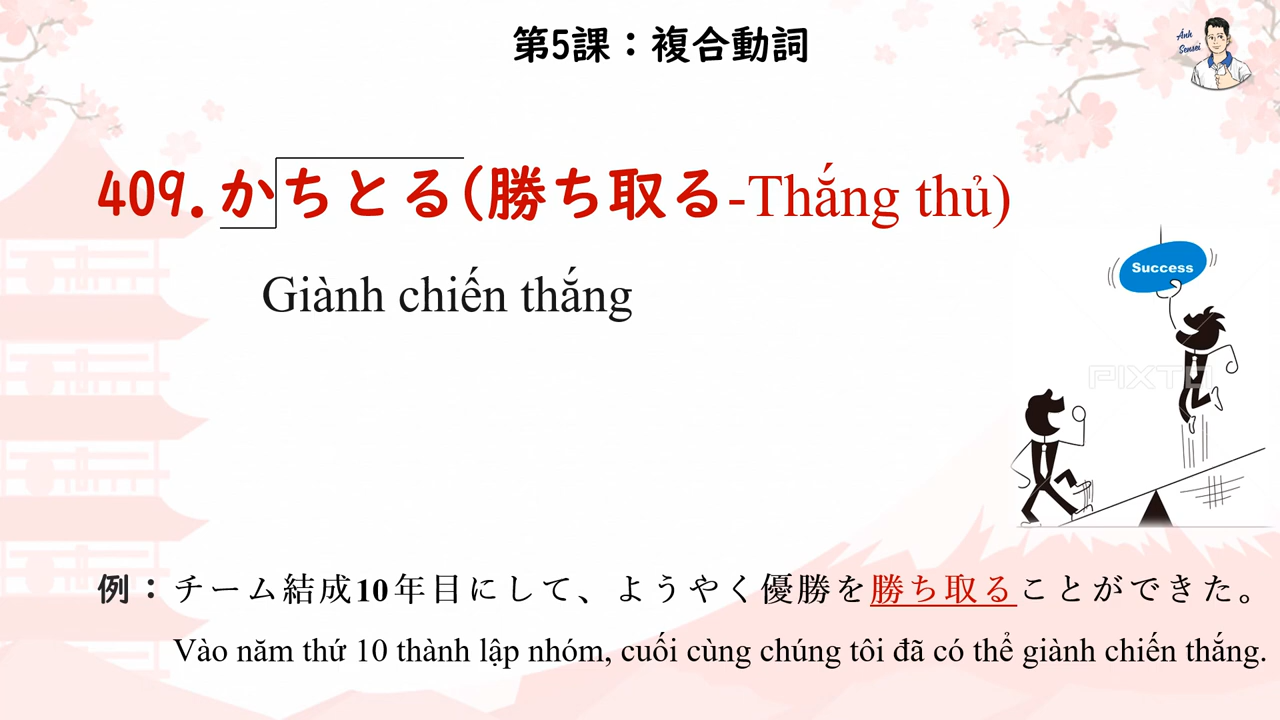 第5課：複合動詞
Ánh
Sensei
409.かちとる(勝ち取る-Thắng thủ)
Giành chiến thắng
Success
PIXTA
例：チーム結成10年目にして、ようやく優勝を勝ち取ることができた。
Vào năm thứ 10 thành lập nhóm, cuối cùng chúng tôi đã có thể giành chiến thắng.